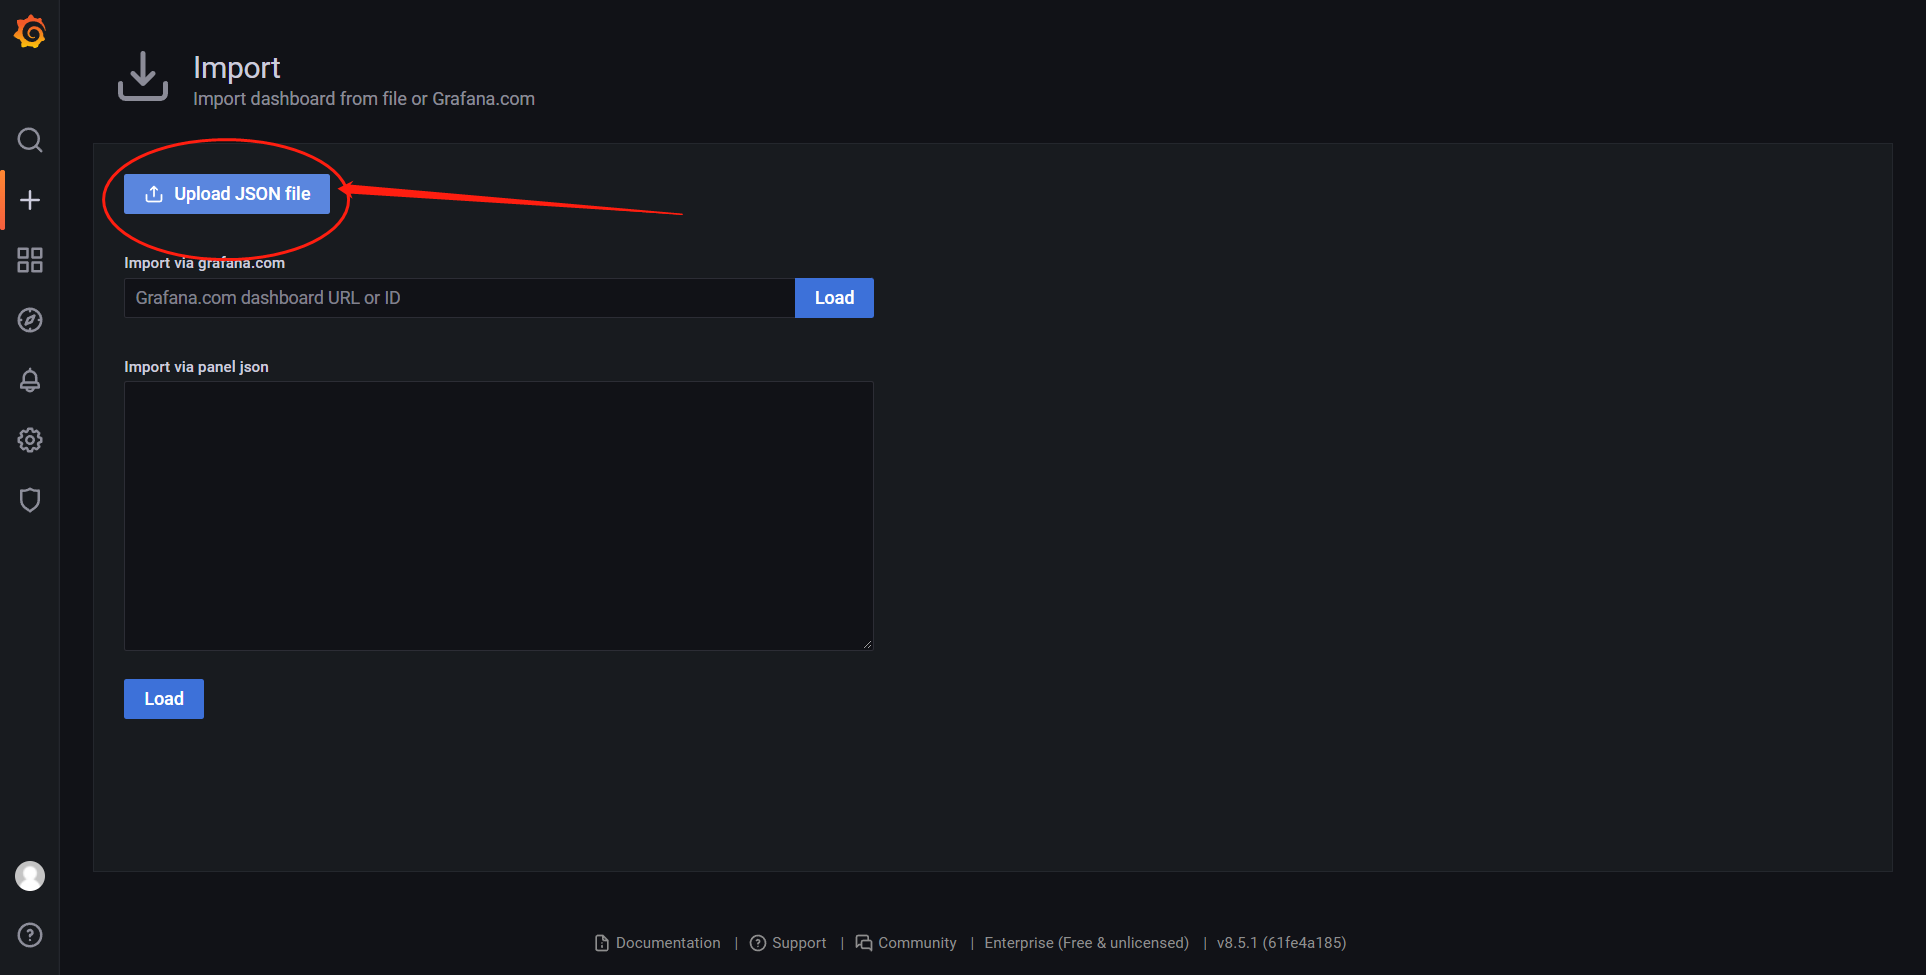 Import
Import dashboard from file or Grafana.com
Upload JSON file
Import via grafana.com
Grafana.com dashboard URL or ID
Load
Import via panel json
Load
Documentation | Support | Community | Enterprise (Free & unlicensed) | v8.5.1 (61fe4a185)